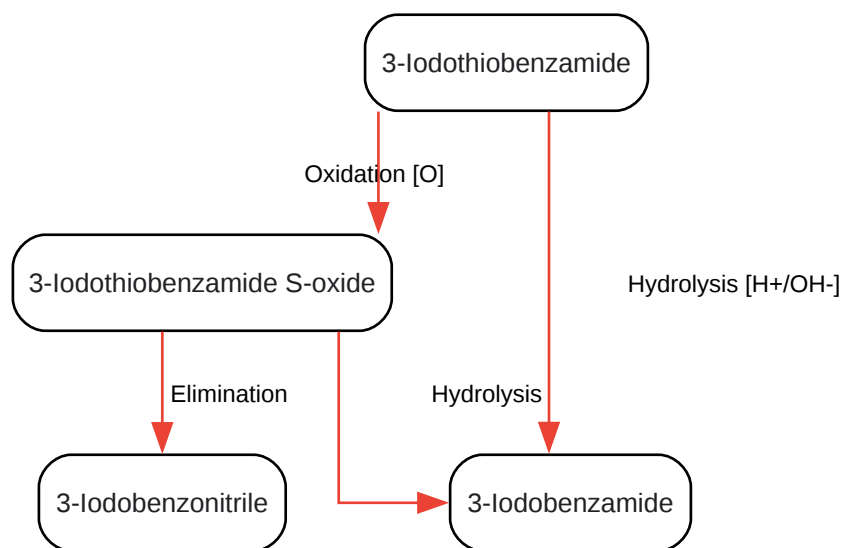 3-Iodothiobenzamide
Oxidation [O]
3-Iodothiobenzamide S-oxide
Hydrolysis [H+/OH-]
Elimination
Hydrolysis
3-Iodobenzonitrile
3-Iodobenzamide